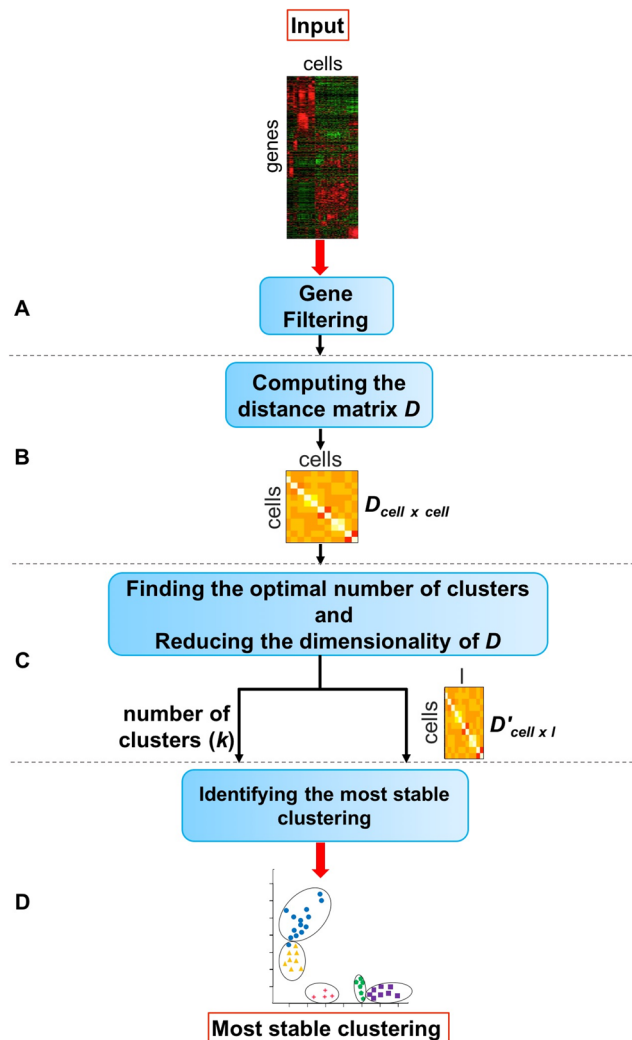 Input
cells
genes
A
Gene
Filtering
Computing the
distance matrix D
B
cells
cells
D cell x cell
Finding the optimal number of clusters
and
Reducing the dimensionality of D
C
l
number of
clusters (k)
cells
D' cell x l
Identifying the most stable
clustering
D
Most stable clustering